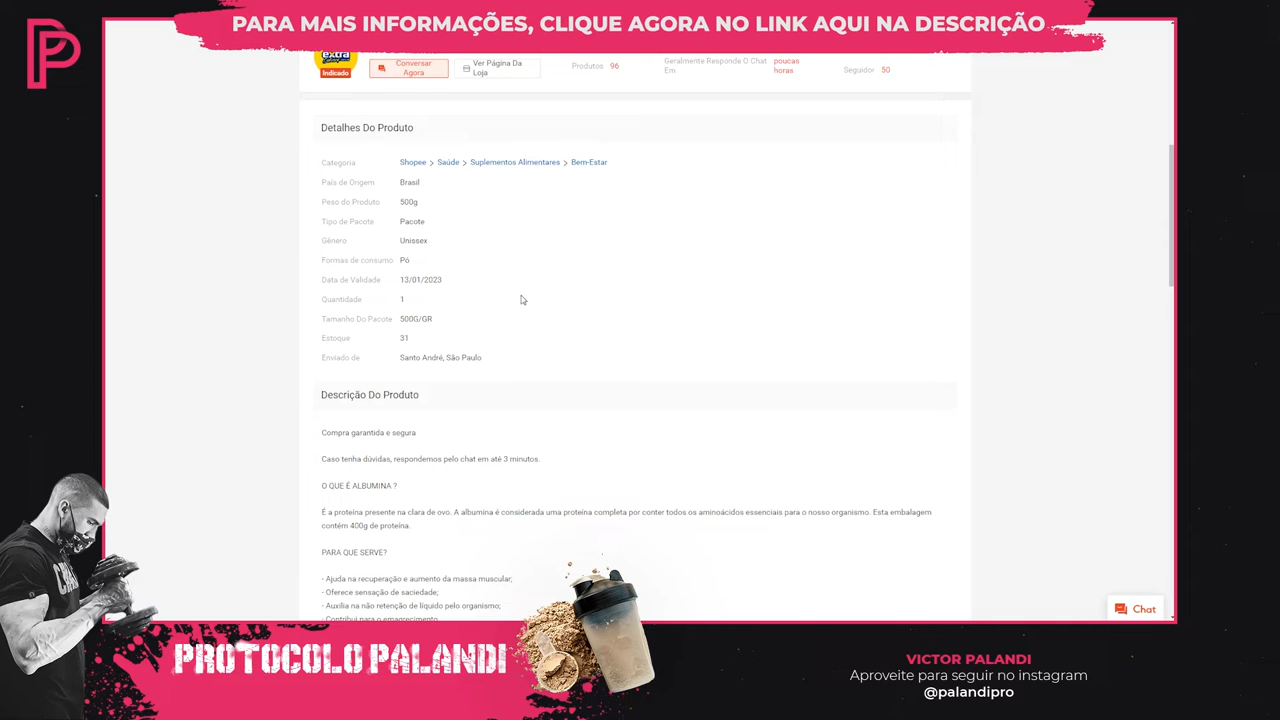 PARA MAIS INFORMAÇÕES, CLIQUE AGORA NO LINK AQUI NA DESCRIÇÃO
extra
Indicado
Conversar
Agora
Ver Página Da
Loja
Produtos 96
Geralmente Responde O Chat
Em
poucas
horas
Seguidor 50
Detalhes Do Produto
Categoria Shopee > Saúde > Suplementos Alimentares > Bem-Estar
País de Origem Brasil
Peso do Produto 500g
Tipo de Pacote Pacote
Gênero Unissex
Formas de consumo Pó
Data de Validade 13/01/2023
Quantidade 1
Tamanho Do Pacote 500G/GR
Estoque 31
Enviado de Santo André, São Paulo
Descrição Do Produto
Compra garantida e segura
Caso tenha dúvidas, respondemos pelo chat em até 3 minutos.
O QUE É ALBUMINA ?
É a proteína presente na clara de ovo. A albumina é considerada uma proteína completa por conter todos os aminoácidos essenciais para o nosso organismo. Esta embalagem
contém 400g de proteína.
PARA QUE SERVE?
- Ajuda na recuperação e aumento da massa muscular;
- Oferece sensação de saciedade;
- Auxilia na não retenção de líquido pelo organismo;
- Contribui para o emagrecimento
Chat
PROTOCOLO PALANDI
VICTOR PALANDI
Aproveite para seguir no instagram
@palandipro